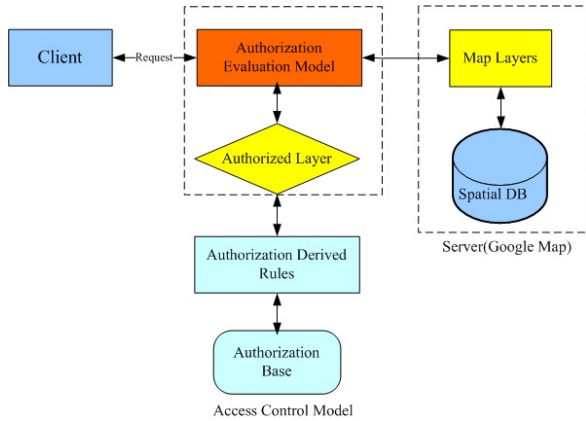 Client
Request
Authorization
Evaluation Model
Map Layers
Authorized Layer
Spatial DB
Server(Google Map)
Authorization Derived
Rules
Authorization
Base
Access Control Model